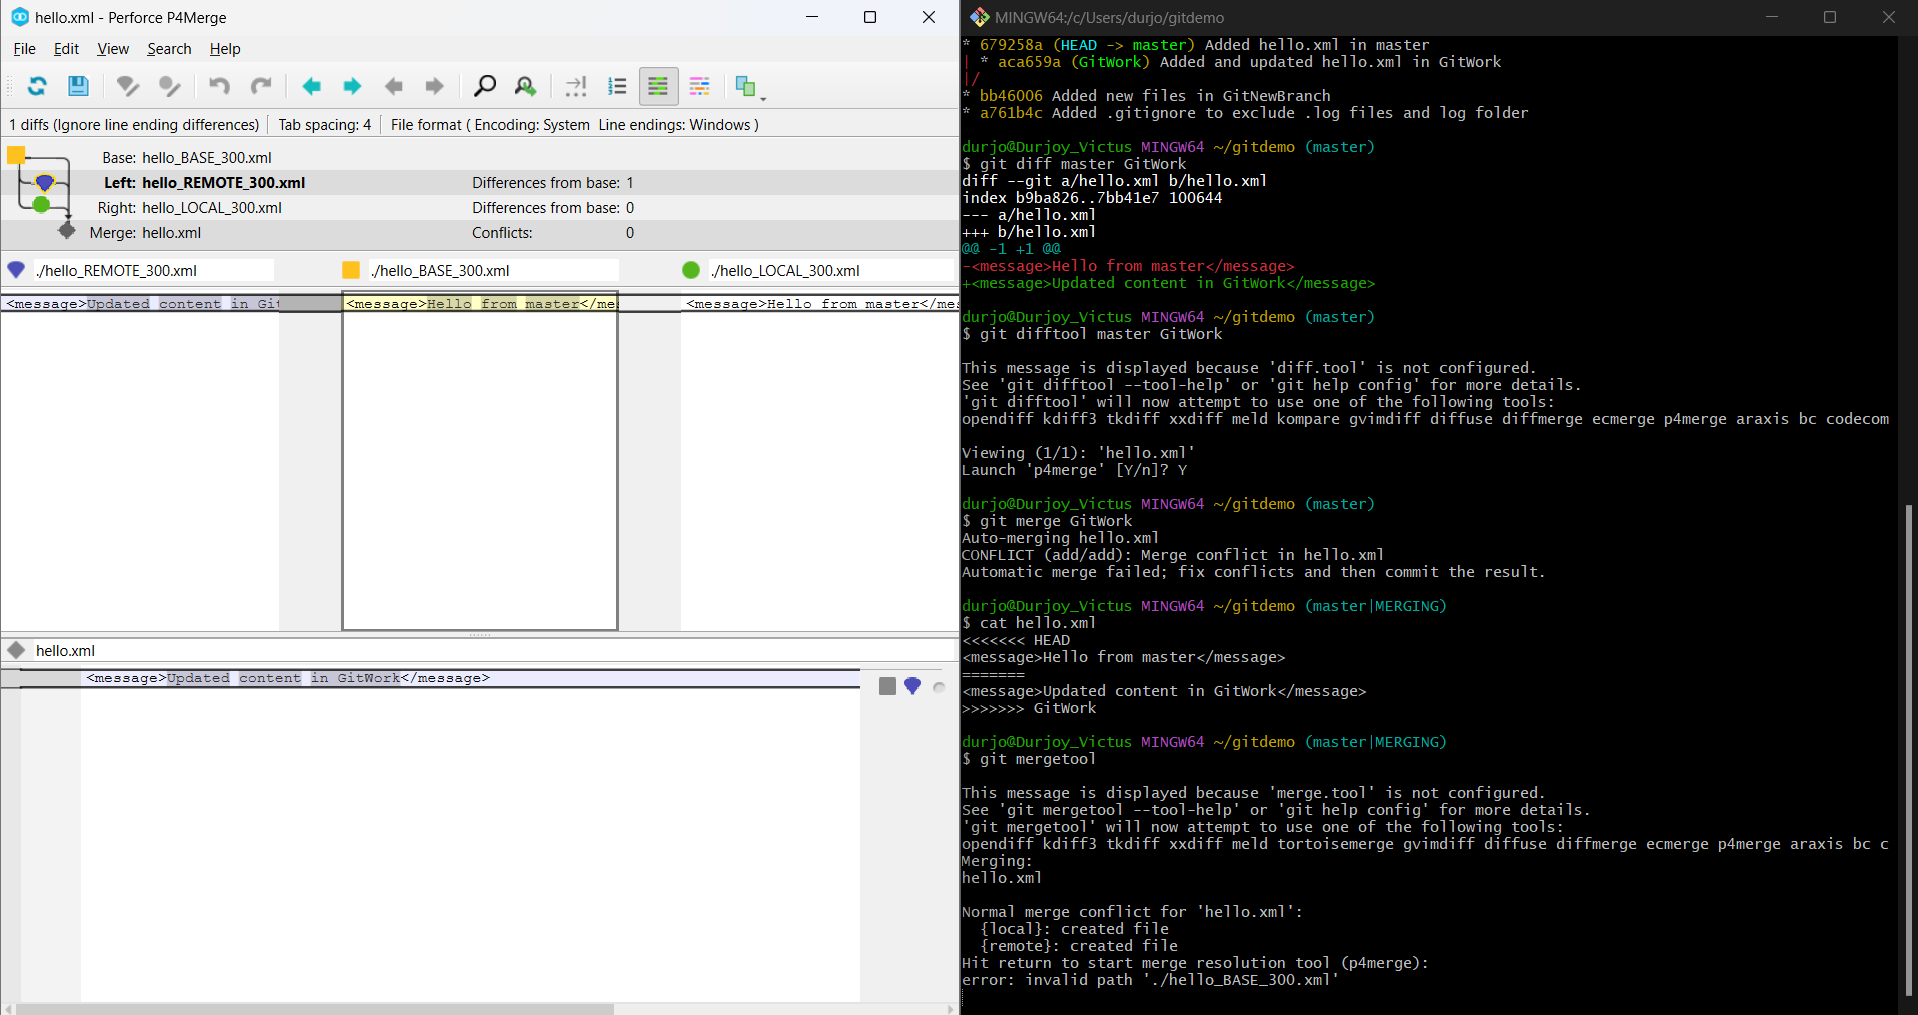 hello.xml - Perforce P4Merge
File Edit View Search Help
1 diffs (Ignore line ending differences) Tab spacing: 4 File format ( Encoding: System Line endings: Windows )
Base: hello_BASE_300.xml
Left: hello_REMOTE_300.xml Differences from base: 1
Right: hello_LOCAL_300.xml Differences from base: 0
Merge: hello.xml Conflicts: 0
./hello_REMOTE_300.xml ./hello_BASE_300.xml ./hello_LOCAL_300.xml
<message>Updated content in Git
<message>Hello from master</me
<message>Hello from master</mes
hello.xml
<message>Updated content in GitWork</message>
MINGW64:/c/Users/durjo/gitdemo
* 679258a (HEAD -> master) Added hello.xml in master
| * aca659a (GitWork) Added and updated hello.xml in GitWork
|/
* bb46006 Added new files in GitNewBranch
* a761b4c Added .gitignore to exclude .log files and log folder
durjo@Durjoy_Victus MINGW64 ~/gitdemo (master)
$ git diff master GitWork
diff --git a/hello.xml b/hello.xml
index b9ba826..7bb41e7 100644
--- a/hello.xml
+++ b/hello.xml
@@ -1 +1 @@
-<message>Hello from master</message>
+<message>Updated content in GitWork</message>
durjo@Durjoy_Victus MINGW64 ~/gitdemo (master)
$ git difftool master GitWork
This message is displayed because 'diff.tool' is not configured.
See 'git difftool --tool-help' or 'git help config' for more details.
'git difftool' will now attempt to use one of the following tools:
opendiff kdiff3 tkdiff xxdiff meld kompare gvimdiff diffuse diffmerge ecmerge p4merge araxis bc codecom
Viewing (1/1): 'hello.xml'
Launch 'p4merge' [Y/n]? Y
durjo@Durjoy_Victus MINGW64 ~/gitdemo (master)
$ git merge GitWork
Auto-merging hello.xml
CONFLICT (add/add): Merge conflict in hello.xml
Automatic merge failed; fix conflicts and then commit the result.
durjo@Durjoy_Victus MINGW64 ~/gitdemo (master|MERGING)
$ cat hello.xml
<<<<<<< HEAD
<message>Hello from master</message>
=======
<message>Updated content in GitWork</message>
>>>>>>> GitWork
durjo@Durjoy_Victus MINGW64 ~/gitdemo (master|MERGING)
$ git mergetool
This message is displayed because 'merge.tool' is not configured.
See 'git mergetool --tool-help' or 'git help config' for more details.
'git mergetool' will now attempt to use one of the following tools:
opendiff kdiff3 tkdiff xxdiff meld tortoisemerge gvimdiff diffuse diffmerge ecmerge p4merge araxis bc c
Merging:
hello.xml
Normal merge conflict for 'hello.xml':
{local}: created file
{remote}: created file
Hit return to start merge resolution tool (p4merge):
error: invalid path './hello_BASE_300.xml'